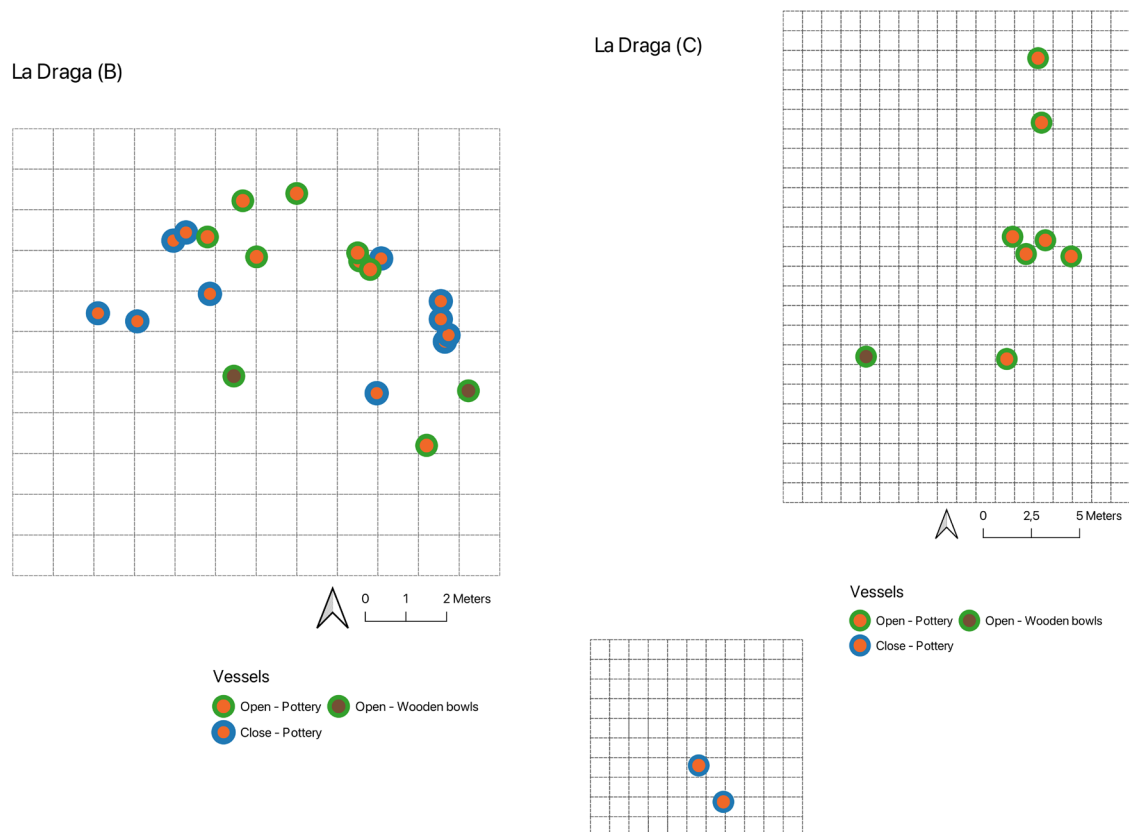 La Draga (B)
0 1 2 Meters
Vessels
Open - Pottery Open - Wooden bowls
Close - Pottery
La Draga (C)
0 2,5 5 Meters
Vessels
Open - Pottery Open - Wooden bowls
Close - Pottery